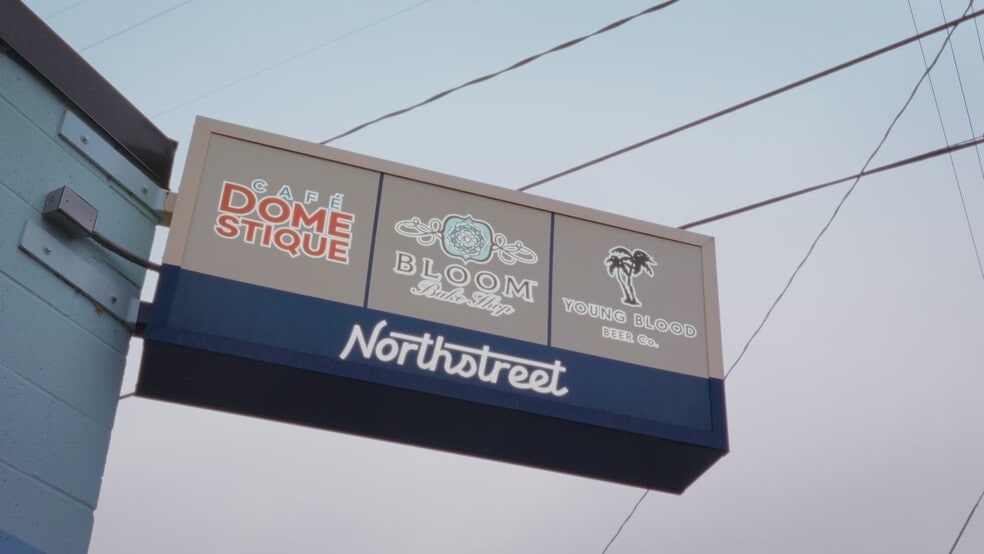 CAFÉ
DOME
STIQUE
BLOOM
Bake Shop
YOUNG BLOOD
BEER Co.
Northstreet